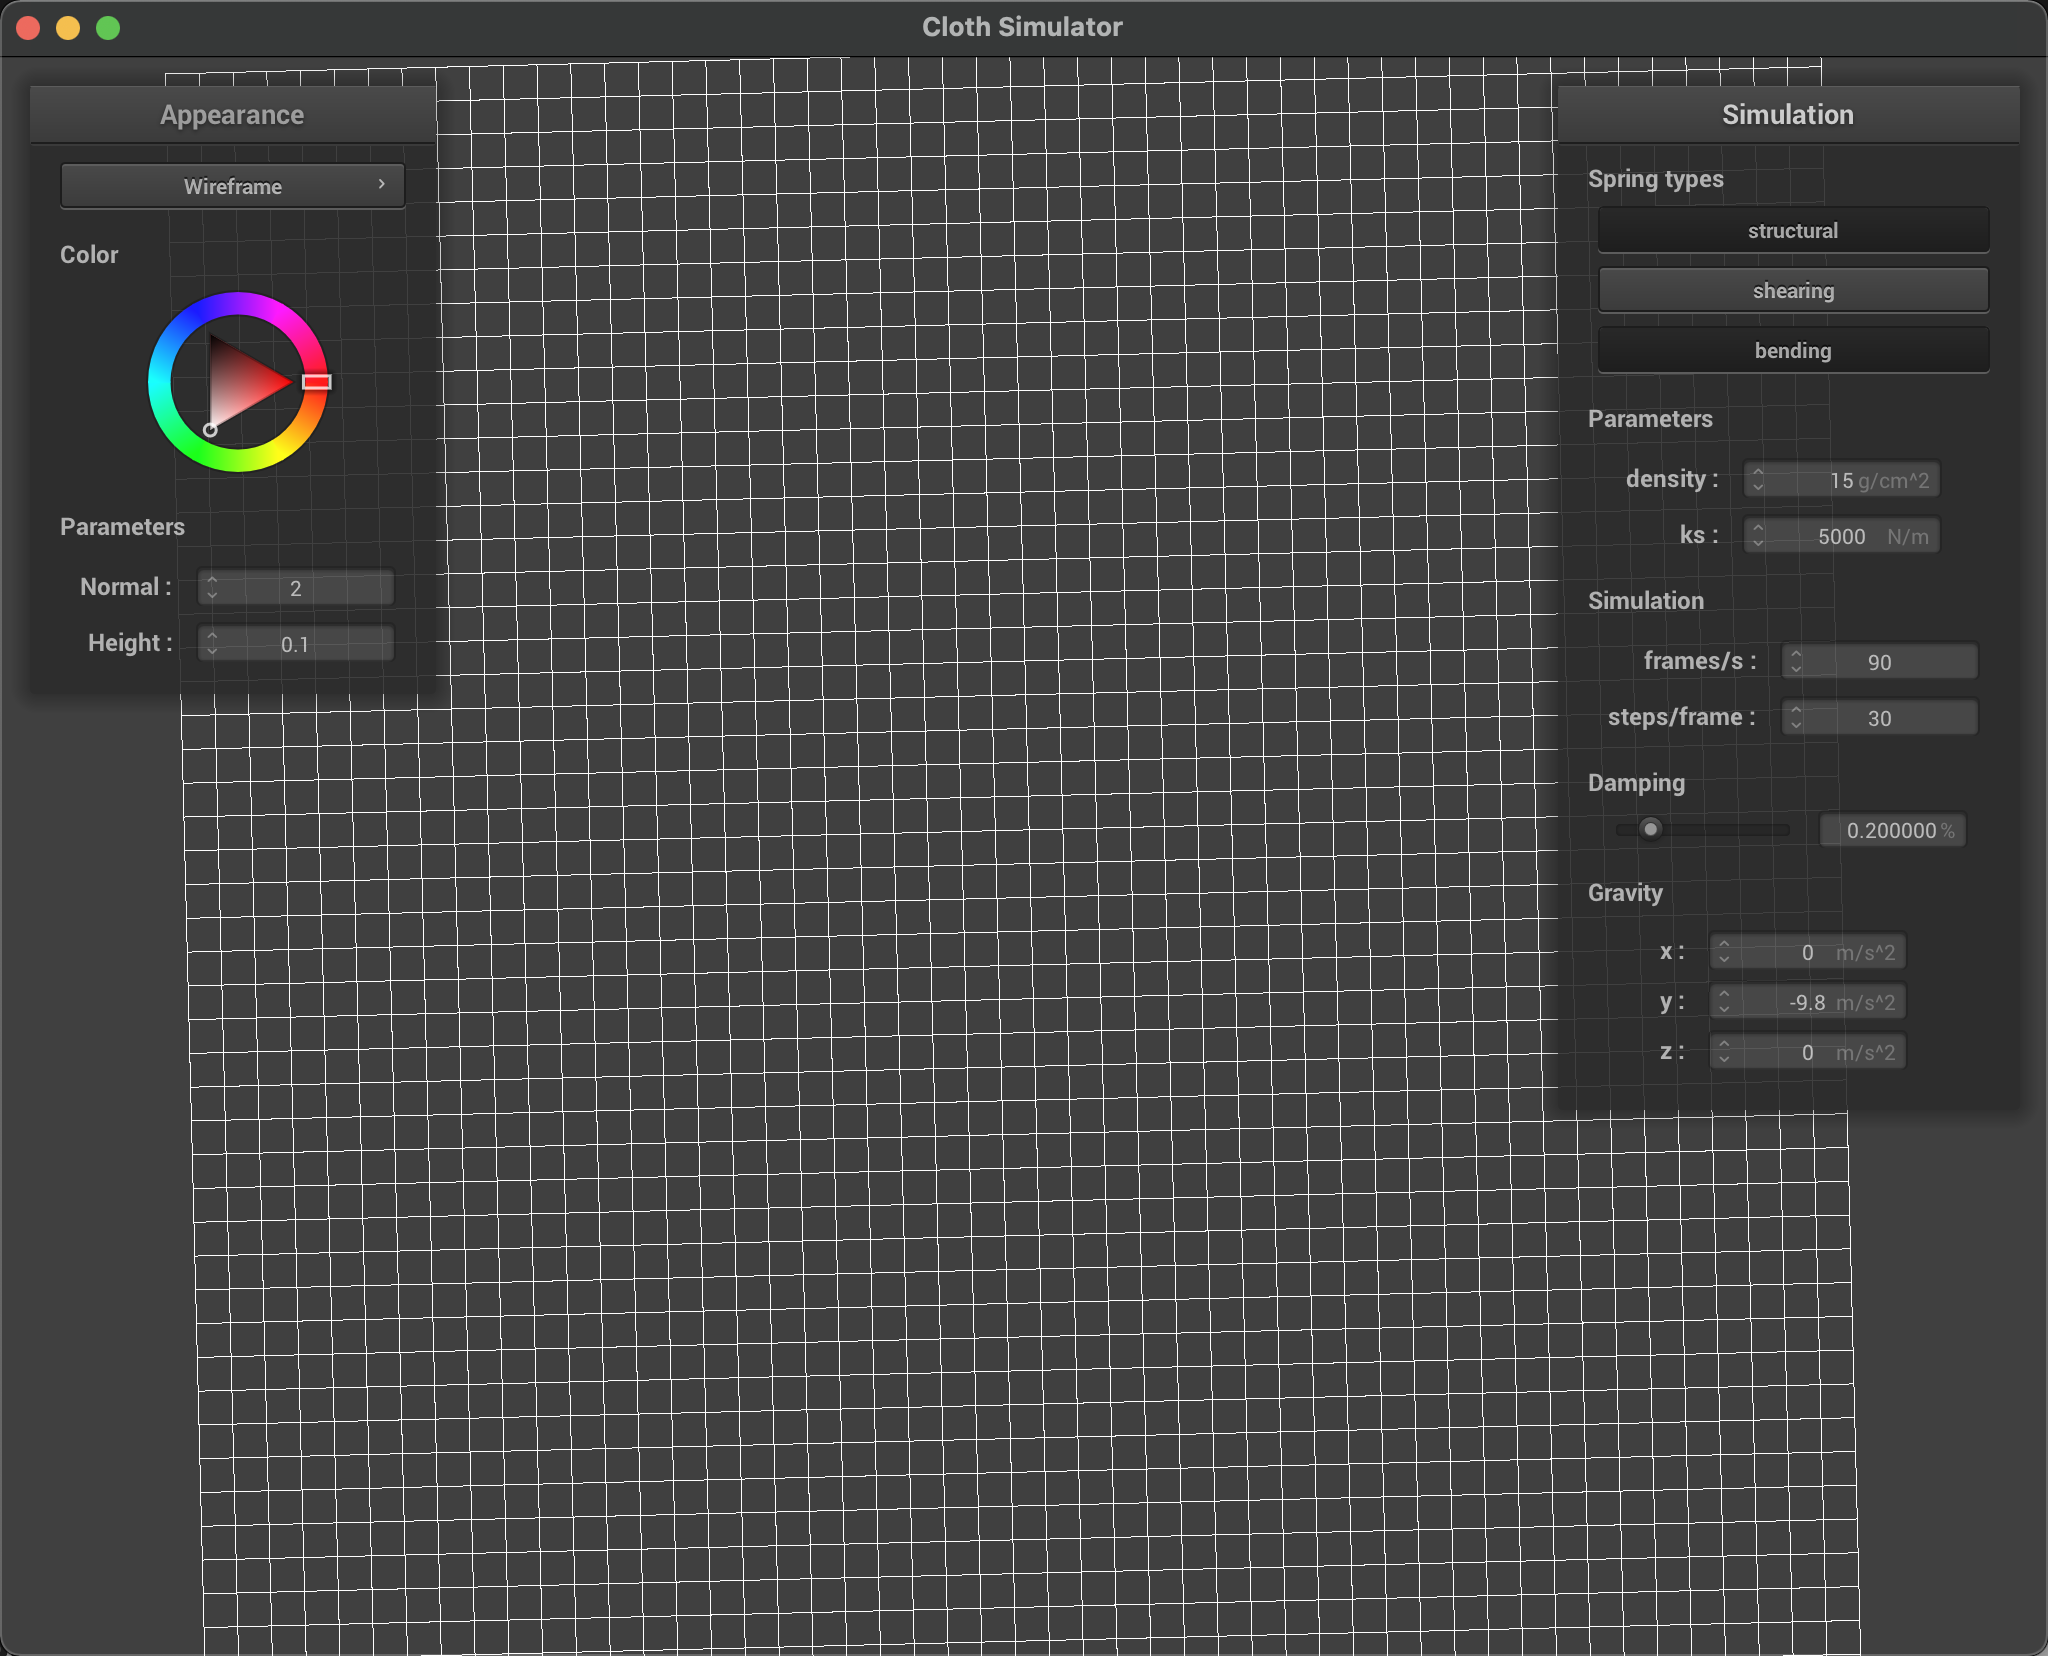 Cloth Simulator
Appearance
Wireframe
Color
Parameters
Normal : 2
Height : 0.1
Simulation
Spring types
structural
shearing
bending
Parameters
density : 15 g/cm^2
ks : 5000 N/m
Simulation
frames/s : 90
steps/frame : 30
Damping
0.200000 %
Gravity
x : 0 m/s^2
y : -9.8 m/s^2
z : 0 m/s^2